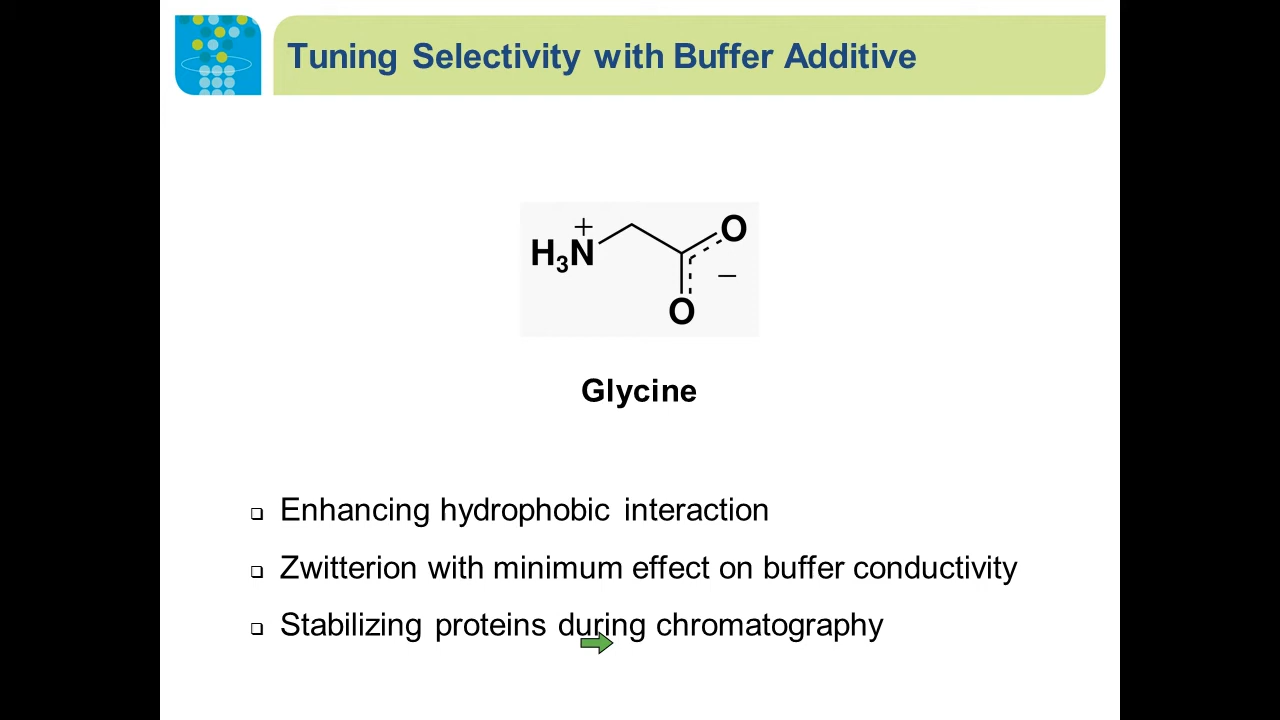 Tuning Selectivity with Buffer Additive
H₃N⁺ O
−
O
Glycine
Enhancing hydrophobic interaction
Zwitterion with minimum effect on buffer conductivity
Stabilizing proteins during chromatography